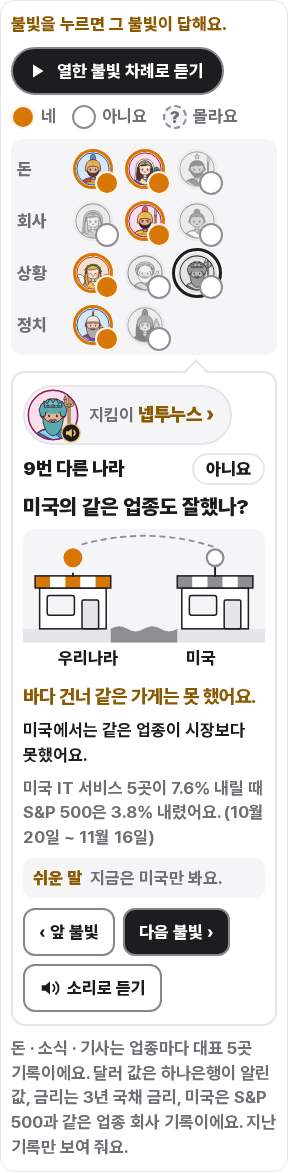 불빛을 누르면 그 불빛이 답해요.
▶ 열한 불빛 차례로 듣기
네 아니요 ? 몰라요
돈
회사
상황
정치
지킴이 넵투누스 ›
9번 다른 나라 아니요
미국의 같은 업종도 잘했나?
우리나라 미국
바다 건너 같은 가게는 못 했어요.
미국에서는 같은 업종이 시장보다
못했어요.
미국 IT 서비스 5곳이 7.6% 내릴 때
S&P 500은 3.8% 내렸어요. (10월
20일 ~ 11월 16일)
쉬운 말 지금은 미국만 봐요.
‹ 앞 불빛 다음 불빛 ›
소리로 듣기
돈 · 소식 · 기사는 업종마다 대표 5곳
기록이에요. 달러 값은 하나은행이 알린
값, 금리는 3년 국채 금리, 미국은 S&P
500과 같은 업종 회사 기록이에요. 지난
기록만 보여 줘요.